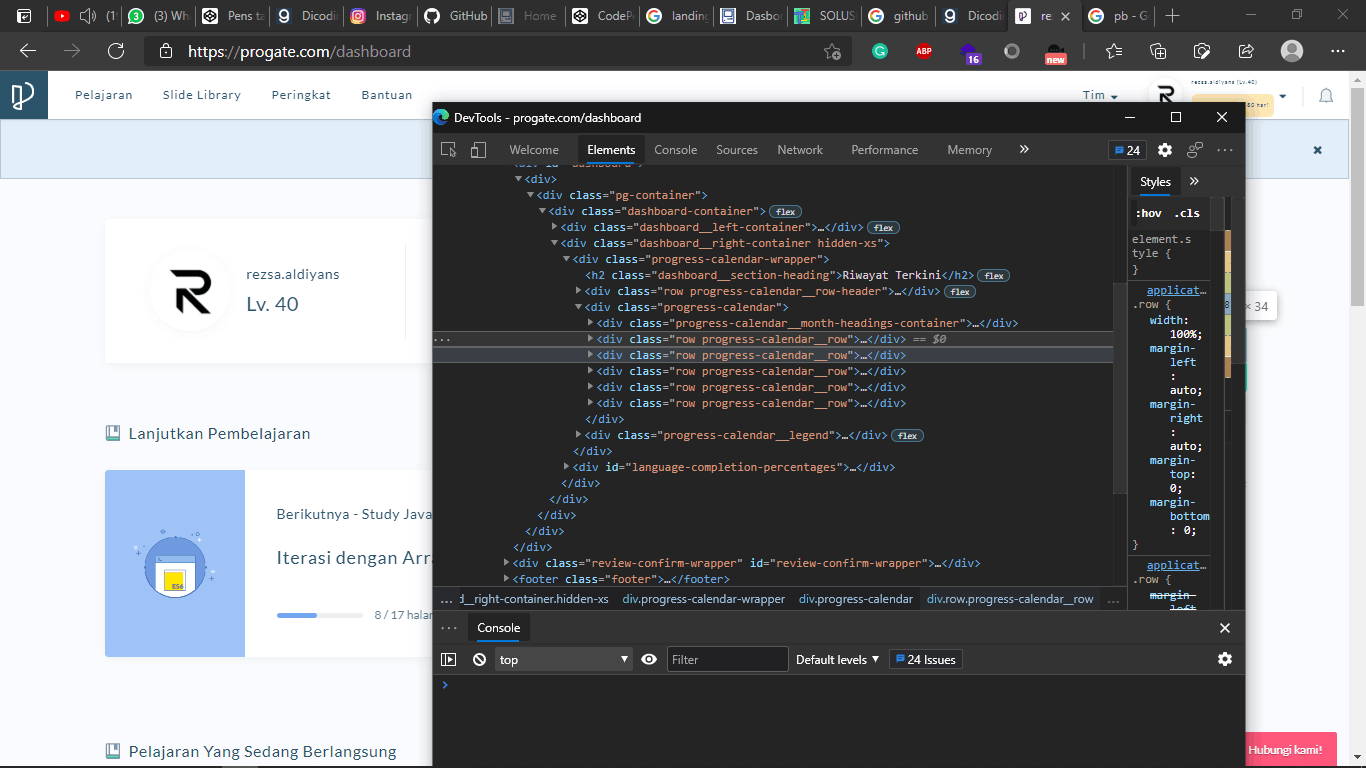 (1
(3) Wha
Pens ta
Dicodin
Instagr
GitHub
Home
CodeP
landing
Dasbo
SOLUS
github
Dicodi
pb - G
https://progate.com/dashboard
ABP
16
new
Pelajaran
Slide Library
Peringkat
Bantuan
Tim
rezsa.aldiyans (Lv.40)
DevTools - progate.com/dashboard
Welcome
Elements
Console
Sources
Network
Performance
Memory
24
<div>
<div class="pg-container">
<div class="dashboard-container"> flex
<div class="dashboard__left-container">…</div> flex
<div class="dashboard__right-container hidden-xs">
<div class="progress-calendar-wrapper">
<h2 class="dashboard__section-heading">Riwayat Terkini</h2> flex
<div class="row progress-calendar__row-header">…</div> flex
<div class="progress-calendar">
<div class="progress-calendar__month-headings-container">…</div>
<div class="row progress-calendar__row">…</div> == $0
<div class="row progress-calendar__row">…</div>
<div class="row progress-calendar__row">…</div>
<div class="row progress-calendar__row">…</div>
<div class="row progress-calendar__row">…</div>
</div>
<div class="progress-calendar__legend">…</div> flex
</div>
<div id="language-completion-percentages">…</div>
</div>
</div>
</div>
</div>
</div>
<div class="review-confirm-wrapper" id="review-confirm-wrapper">…</div>
<footer class="footer">…</footer>
... d__right-container.hidden-xs div.progress-calendar-wrapper div.progress-calendar div.row.progress-calendar__row ...
Styles
:hov .cls
element.s
tyle {
}
applicat…
.row {
width:
100%;
margin-
left
:
auto;
margin-
right
:
auto;
margin-
top:
0;
margin-
bottom
: 0;
}
applicat…
.row {
margin-
left
× 34
rezsa.aldiyans
Lv. 40
Lanjutkan Pembelajaran
Berikutnya - Study Java
Iterasi dengan Arr
ES6
8 / 17 halar
Pelajaran Yang Sedang Berlangsung
Console
top
Filter
Default levels
24 Issues
Hubungi kami!